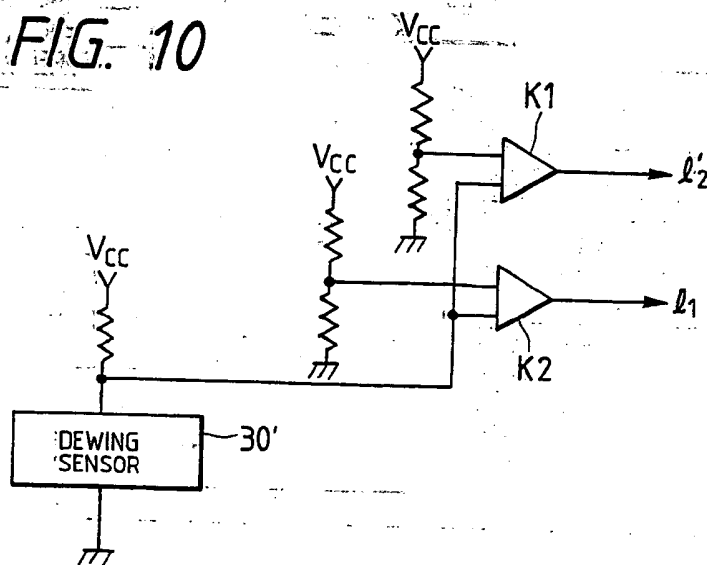 FIG. 10
VCC
K1
ℓ'2
VCC
ℓ1
K2
VCC
DEWING
SENSOR
30'